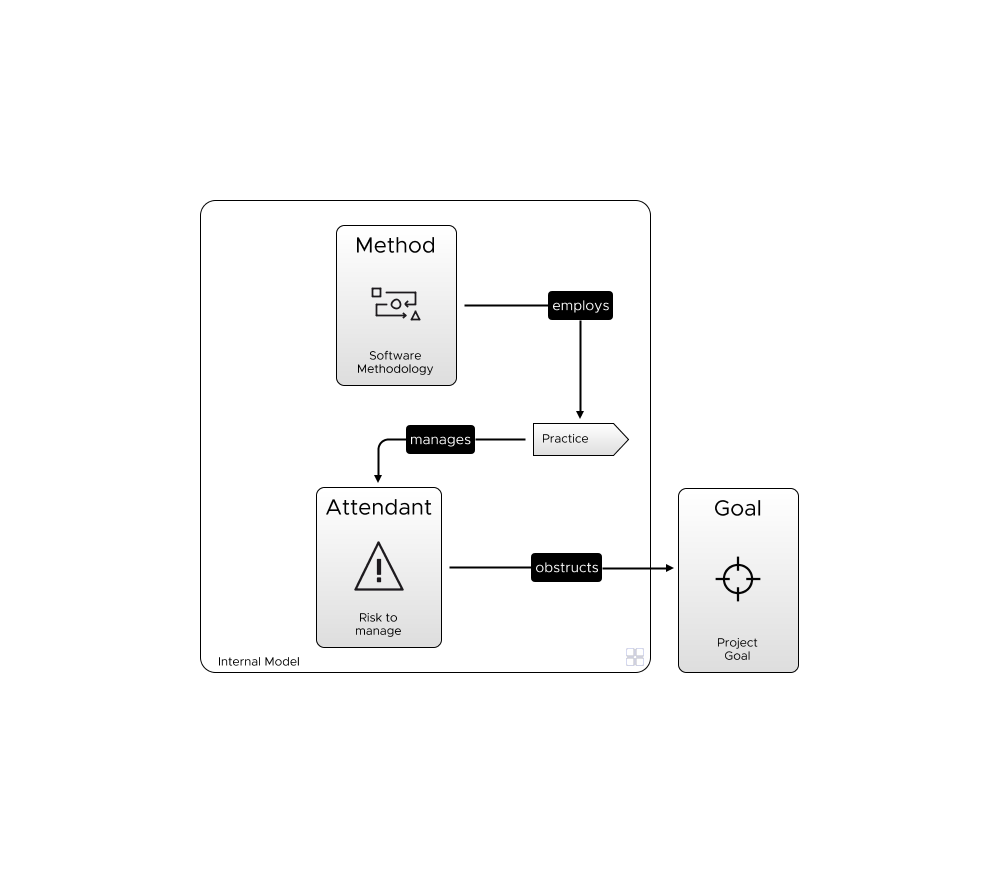 Method
Software
Methodology
employs
manages
Practice
Attendant
Risk to
manage
obstructs
Goal
Project
Goal
Internal Model